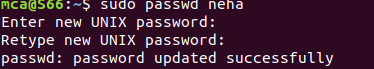 mca@S66:~$ sudo passwd neha
Enter new UNIX password:
Retype new UNIX password:
passwd: password updated successfully